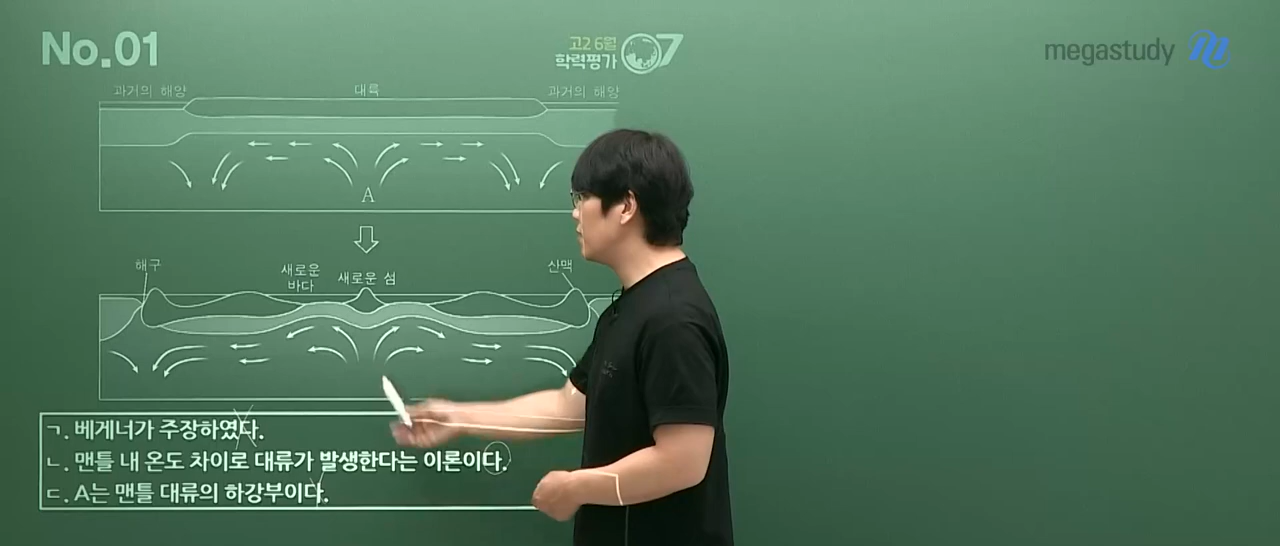 No.01
고2 6월
학력평가 07
megastudy
과거의 해양 대륙 과거의 해양
A
해구 새로운 바다 새로운 섬 산맥
ㄱ. 베게너가 주장하였다.
ㄴ. 맨틀 내 온도 차이로 대류가 발생한다는 이론이다.
ㄷ. A는 맨틀 대류의 하강부이다.